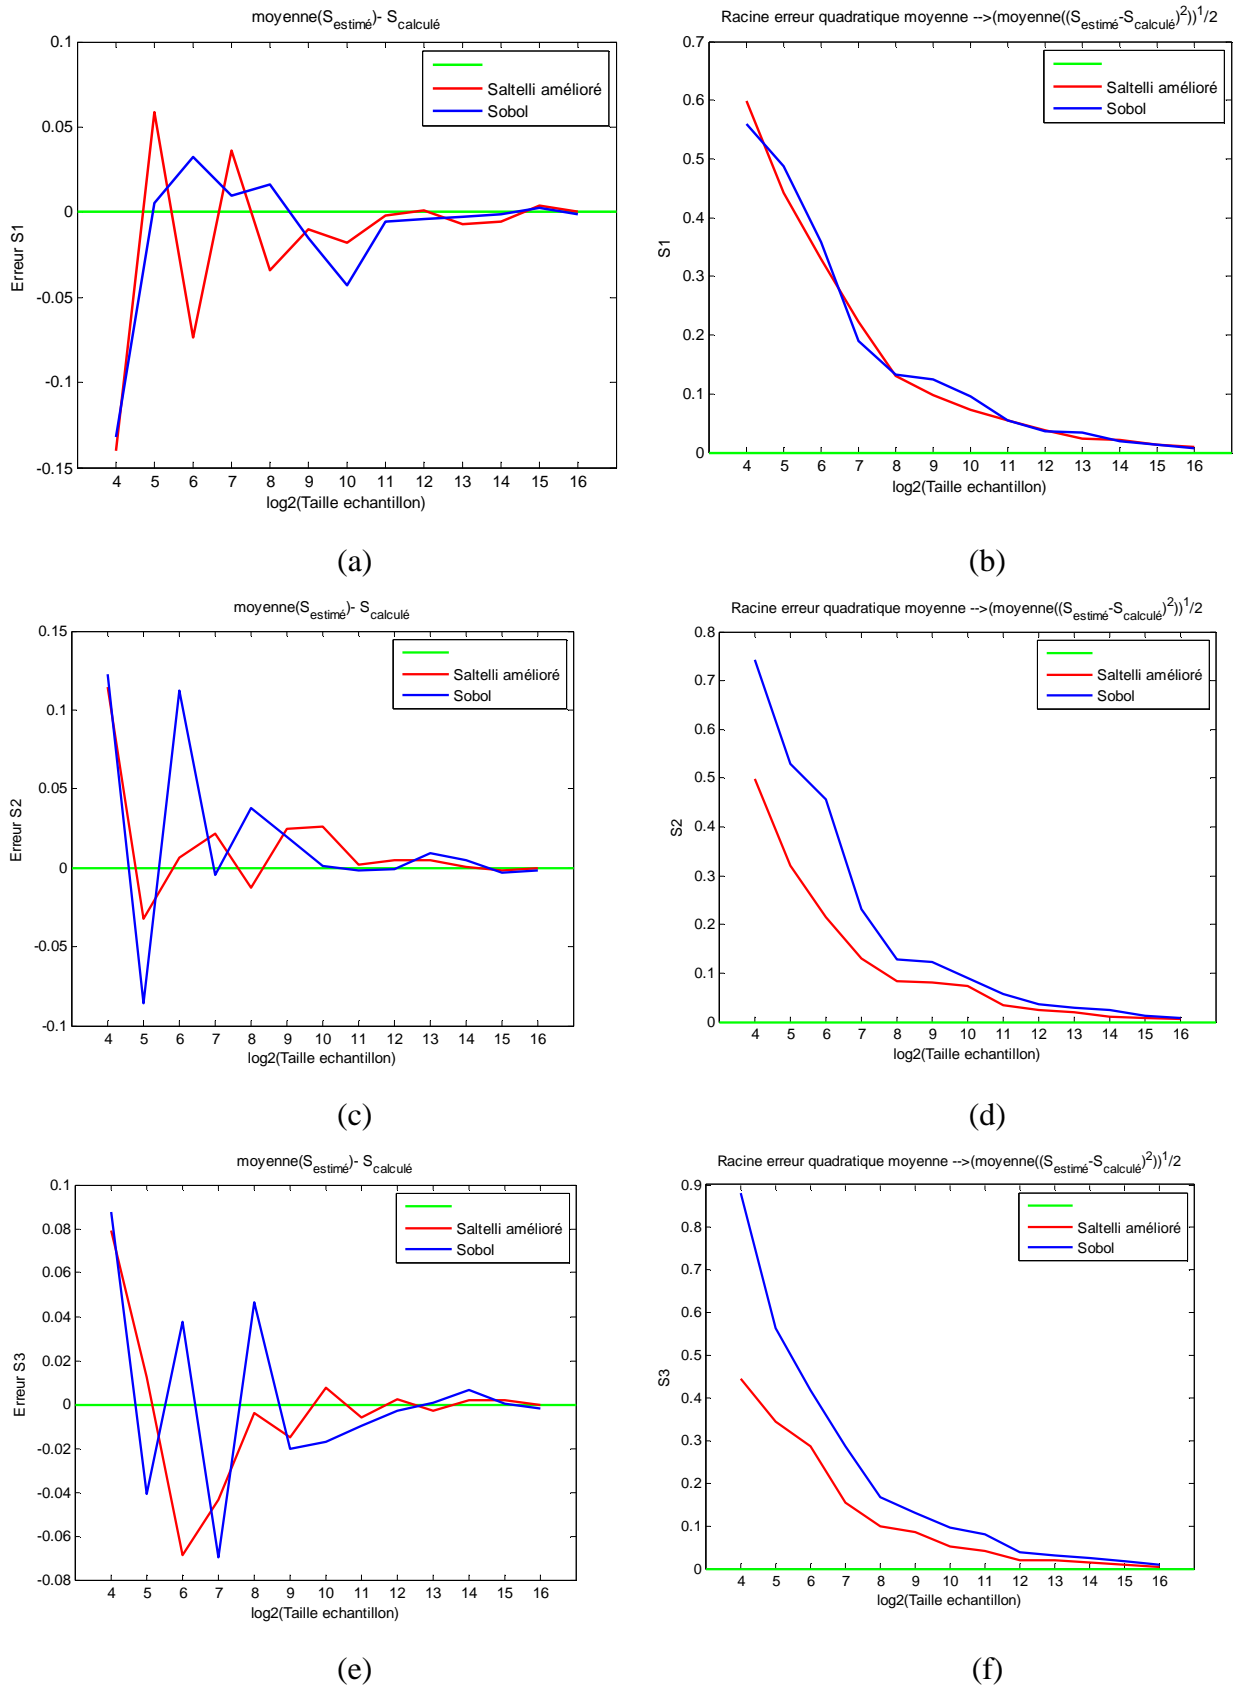 moyenne(S_estimé)- S_calculé
0.1
0.05
0
-0.05
-0.1
-0.15
Erreur S1
Saltelli amélioré
Sobol
4 5 6 7 8 9 10 11 12 13 14 15 16
log2(Taille echantillon)
(a)
Racine erreur quadratique moyenne -->(moyenne((S_estimé-S_calculé)^2))^1/2
0.7
0.6
0.5
0.4
0.3
0.2
0.1
0
S1
Saltelli amélioré
Sobol
4 5 6 7 8 9 10 11 12 13 14 15 16
log2(Taille echantillon)
(b)
moyenne(S_estimé)- S_calculé
0.15
0.1
0.05
0
-0.05
-0.1
Erreur S2
Saltelli amélioré
Sobol
4 5 6 7 8 9 10 11 12 13 14 15 16
log2(Taille echantillon)
(c)
Racine erreur quadratique moyenne -->(moyenne((S_estimé-S_calculé)^2))^1/2
0.8
0.7
0.6
0.5
0.4
0.3
0.2
0.1
0
S2
Saltelli amélioré
Sobol
4 5 6 7 8 9 10 11 12 13 14 15 16
log2(Taille echantillon)
(d)
moyenne(S_estimé)- S_calculé
0.1
0.08
0.06
0.04
0.02
0
-0.02
-0.04
-0.06
-0.08
Erreur S3
Saltelli amélioré
Sobol
4 5 6 7 8 9 10 11 12 13 14 15 16
log2(Taille echantillon)
(e)
Racine erreur quadratique moyenne -->(moyenne((S_estimé-S_calculé)^2))^1/2
0.9
0.8
0.7
0.6
0.5
0.4
0.3
0.2
0.1
0
S3
Saltelli amélioré
Sobol
4 5 6 7 8 9 10 11 12 13 14 15 16
log2(Taille echantillon)
(f)